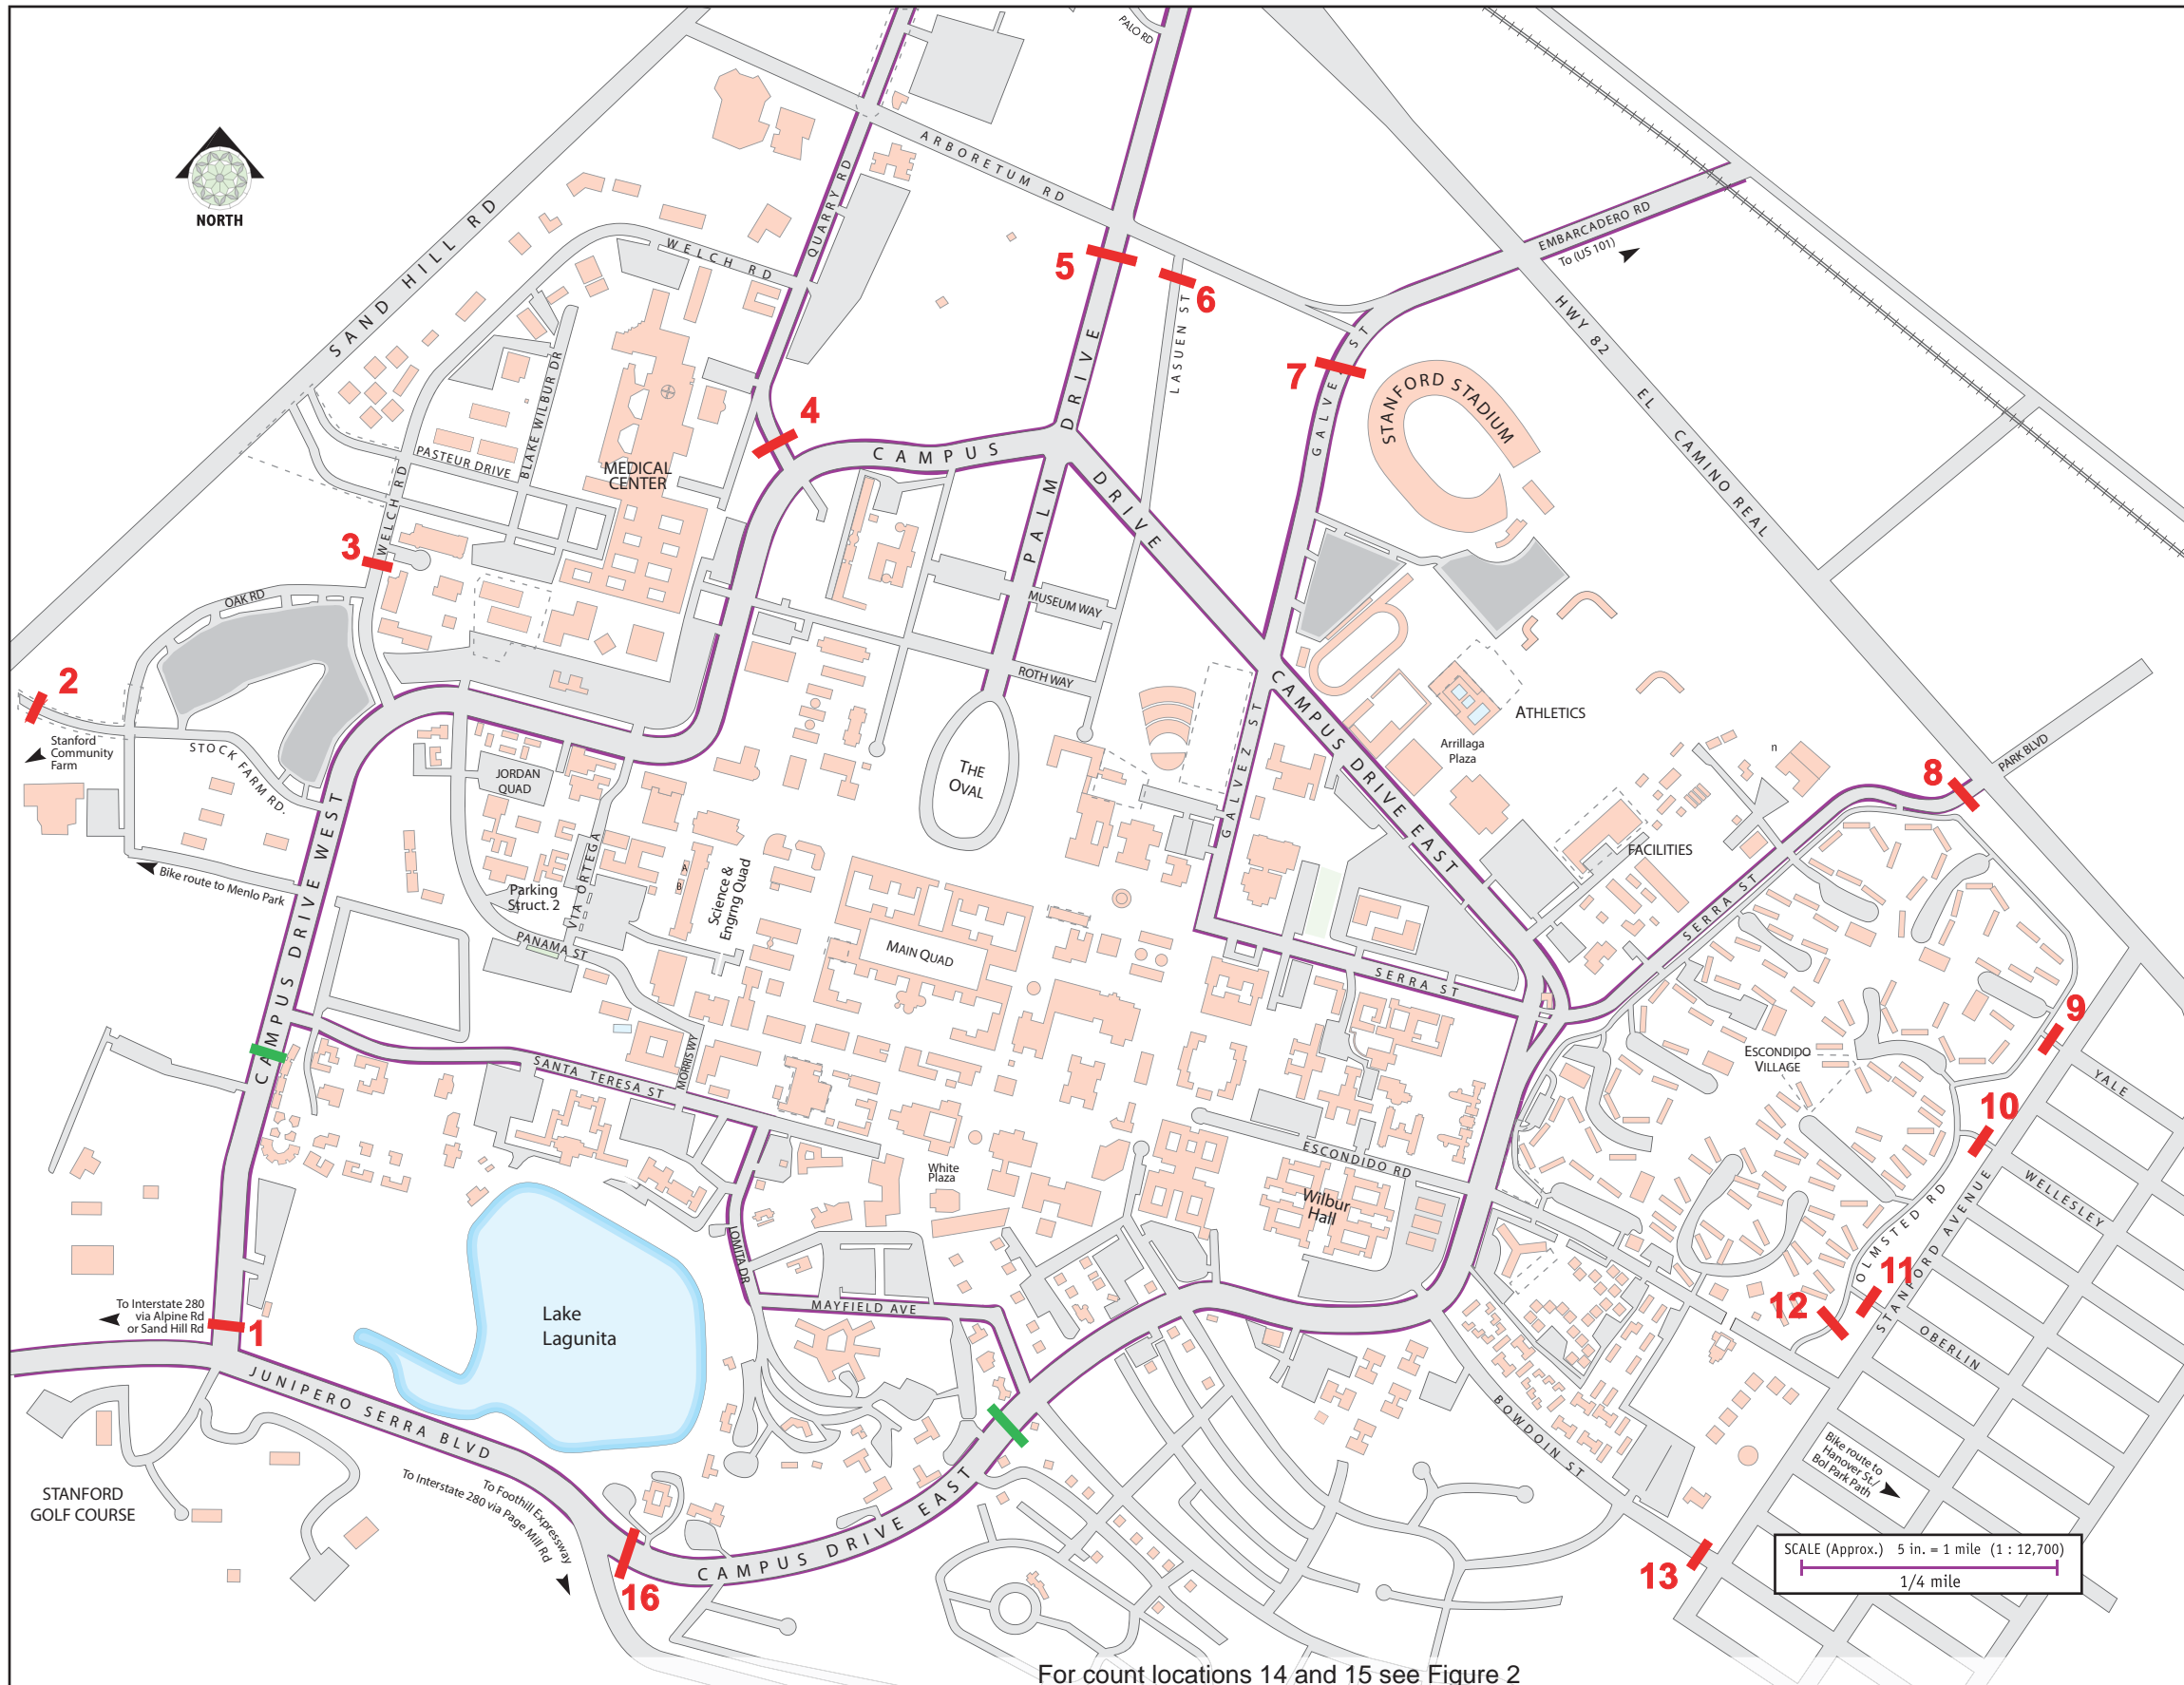 PALO RD
ARBORETUM RD
QUARRY RD
NORTH
SAND HILL RD
WELCH RD
EMBARCADERO RD
To (US 101)
5
6
LASUEN ST
HWY 82
EL CAMINO REAL
7
GALVEZ ST
STANFORD STADIUM
BLAKE WILBUR DR
PASTEUR DRIVE
MEDICAL
CENTER
4
CAMPUS DRIVE
PALM DRIVE
WELCH RD
3
OAK RD
MUSEUM WAY
ROTH WAY
2
Stanford
Community
Farm
STOCK FARM RD.
Bike route to Menlo Park
JORDAN
QUAD
THE
OVAL
GALVEZ ST
CAMPUS DRIVE EAST
ATHLETICS
Arrillaga
Plaza
n
8
PARK BLVD
FACILITIES
CAMPUS DRIVE WEST
VIA ORTEGA
A
B
Science &
Engrng Quad
Parking
Struct. 2
PANAMA ST
MAIN QUAD
SERRA ST
SERRA ST
9
YALE
ESCONDIDO
VILLAGE
10
SANTA TERESA ST
MORRIS WY
ESCONDIDO RD
White
Plaza
Wilbur
Hall
WELLESLEY
OLMSTED RD
STANFORD AVENUE
11
12
OBERLIN
LOMITA DR
MAYFIELD AVE
Lake
Lagunita
To Interstate 280
via Alpine Rd
or Sand Hill Rd
1
JUNIPERO SERRA BLVD
BOWDOIN ST
Bike route to
Hanover St./
Bol Park Path
STANFORD
GOLF COURSE
To Foothill Expressway
To Interstate 280 via Page Mill Rd
CAMPUS DRIVE EAST
16
13
SCALE (Approx.) 5 in. = 1 mile (1 : 12,700)
1/4 mile
For count locations 14 and 15 see Figure 2